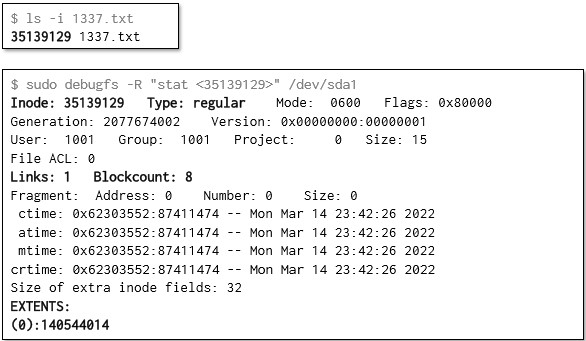 $ ls -i 1337.txt
35139129 1337.txt
$ sudo debugfs -R "stat <35139129>" /dev/sda1
Inode: 35139129   Type: regular    Mode:  0600   Flags: 0x80000
Generation: 2077674002    Version: 0x00000000:00000001
User:  1001   Group:  1001   Project:     0   Size: 15
File ACL: 0
Links: 1   Blockcount: 8
Fragment:  Address: 0    Number: 0    Size: 0
 ctime: 0x62303552:87411474 -- Mon Mar 14 23:42:26 2022
 atime: 0x62303552:87411474 -- Mon Mar 14 23:42:26 2022
 mtime: 0x62303552:87411474 -- Mon Mar 14 23:42:26 2022
crtime: 0x62303552:87411474 -- Mon Mar 14 23:42:26 2022
Size of extra inode fields: 32
EXTENTS:
(0):140544014